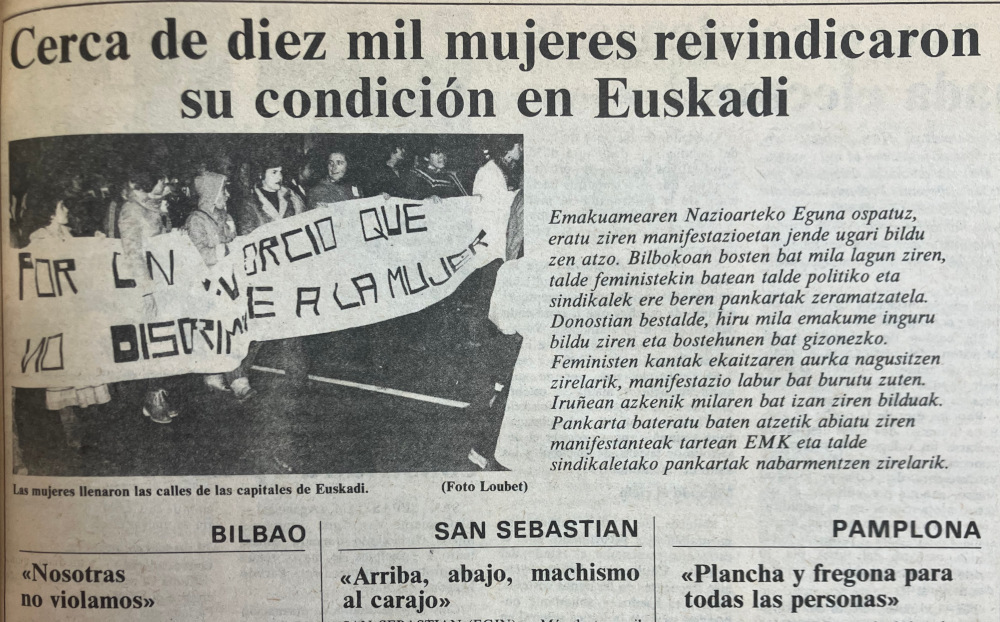 Cerca de diez mil mujeres reivindicaron
su condición en Euskadi
POR UN DIVORCIO QUE
NO DISCRIMINE A LA MUJER
Emakuamearen Nazioarteko Eguna ospatuz,
eratu ziren manifestazioetan jende ugari bildu
zen atzo. Bilbokoan bosten bat mila lagun ziren,
talde feministekin batean talde politiko eta
sindikalek ere beren pankartak zeramatzatela.
Donostian bestalde, hiru mila emakume inguru
bildu ziren eta bostehunen bat gizonezko.
Feministen kantak ekaitzaren aurka nagusitzen
zirelarik, manifestazio labur bat burutu zuten.
Iruñean azkenik milaren bat izan ziren bilduak.
Pankarta bateratu baten atzetik abiatu ziren
manifestanteak tartean EMK eta talde
sindikaletako pankartak nabarmentzen zirelarik.
Las mujeres llenaron las calles de las capitales de Euskadi. (Foto Loubet)
BILBAO
«Nosotras
no violamos»
SAN SEBASTIAN
«Arriba, abajo, machismo
al carajo»
PAMPLONA
«Plancha y fregona para
todas las personas»